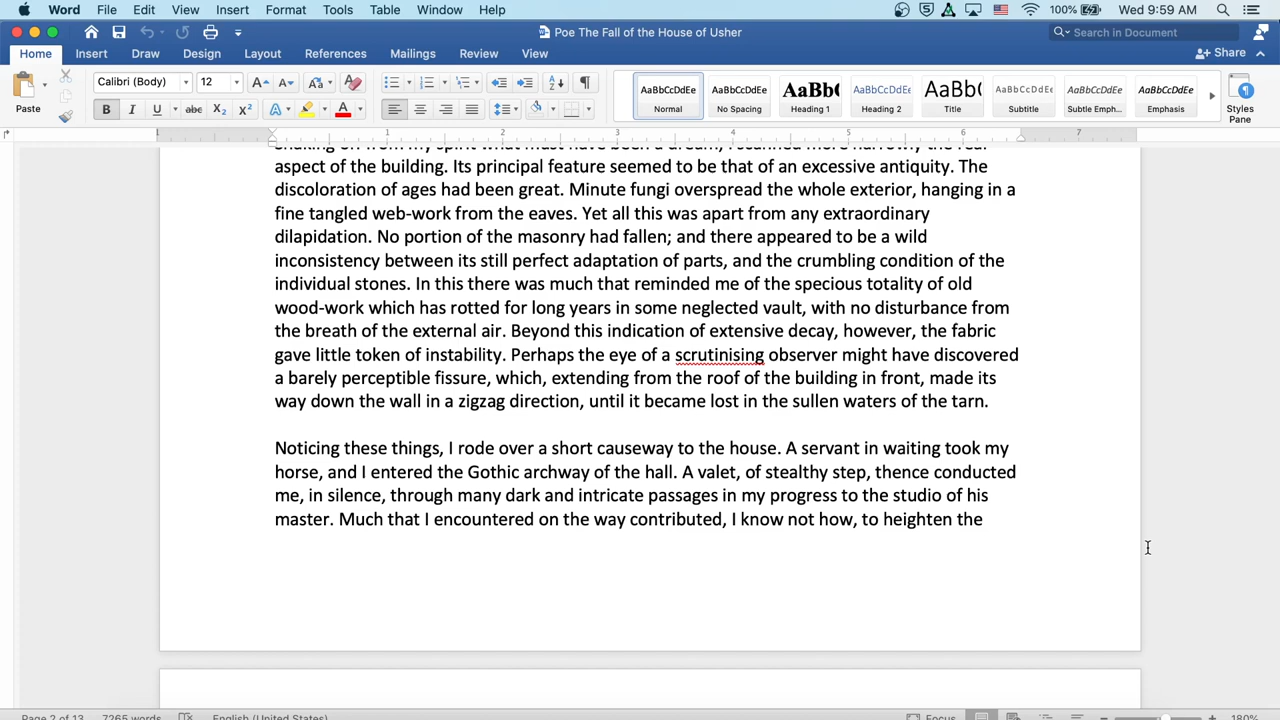 Word File Edit View Insert Format Tools Table Window Help 100% Wed 9:59 AM
Poe The Fall of the House of Usher Search in Document
Home Insert Draw Design Layout References Mailings Review View Share
Paste Calibri (Body) 12 AaBbCcDdEe AaBbCcDdEe AaBb( AaBbCcDdEe AaBb( AaBbCcDdEe AaBbCcDdEe AaBbCcDdEe
Normal No Spacing Heading 1 Heading 2 Title Subtitle Subtle Emph... Emphasis Styles Pane
1 1 2 3 4 5 6 7
shaking off from my spirit what must have been a dream, I scanned more narrowly the real
aspect of the building. Its principal feature seemed to be that of an excessive antiquity. The
discoloration of ages had been great. Minute fungi overspread the whole exterior, hanging in a
fine tangled web-work from the eaves. Yet all this was apart from any extraordinary
dilapidation. No portion of the masonry had fallen; and there appeared to be a wild
inconsistency between its still perfect adaptation of parts, and the crumbling condition of the
individual stones. In this there was much that reminded me of the specious totality of old
wood-work which has rotted for long years in some neglected vault, with no disturbance from
the breath of the external air. Beyond this indication of extensive decay, however, the fabric
gave little token of instability. Perhaps the eye of a scrutinising observer might have discovered
a barely perceptible fissure, which, extending from the roof of the building in front, made its
way down the wall in a zigzag direction, until it became lost in the sullen waters of the tarn.
Noticing these things, I rode over a short causeway to the house. A servant in waiting took my
horse, and I entered the Gothic archway of the hall. A valet, of stealthy step, thence conducted
me, in silence, through many dark and intricate passages in my progress to the studio of his
master. Much that I encountered on the way contributed, I know not how, to heighten the
Page 2 of 13 7265 words English (United States) Focus 180%